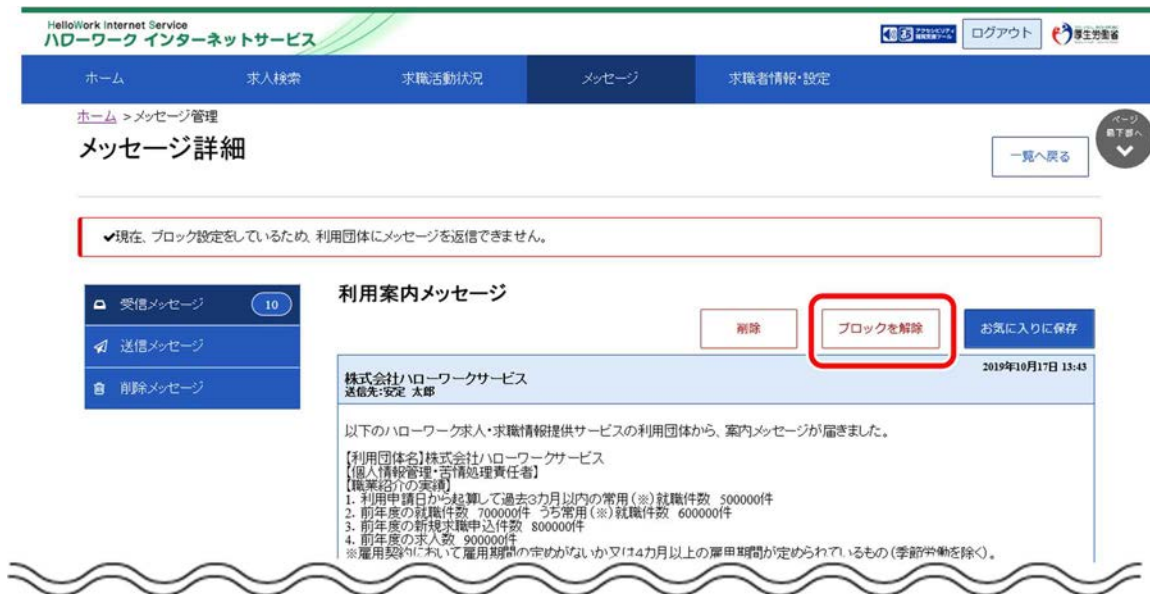 HelloWork Internet Service
ハローワーク インターネットサービス
ログアウト
厚生労働省
ホーム
求人検索
求職活動状況
メッセージ
求職者情報・設定
ホーム >メッセージ管理
ページ
最下部へ
メッセージ詳細
一覧へ戻る
✔現在、ブロック設定をしているため、利用団体にメッセージを返信できません。
受信メッセージ 10
送信メッセージ
削除メッセージ
利用案内メッセージ
削除
ブロックを解除
お気に入りに保存
株式会社ハローワークサービス
2019年10月17日 13:43
送信先:安定 太郎
以下のハローワーク求人・求職情報提供サービスの利用団体から、案内メッセージが届きました。
【利用団体名】株式会社ハローワークサービス
【個人情報管理・苦情処理責任者】
【職業紹介の実績】
1. 利用申請日から起算して過去3カ月以内の常用(※)就職件数 500000件
2. 前年度の就職件数 700000件 うち常用(※)就職件数 600000件
3. 前年度の新規求職申込件数 800000件
4. 前年度の求人数 900000件
※雇用契約において雇用期間の定めがないか又は4カ月以上の雇用期間が定められているもの(季節労働を除く)。